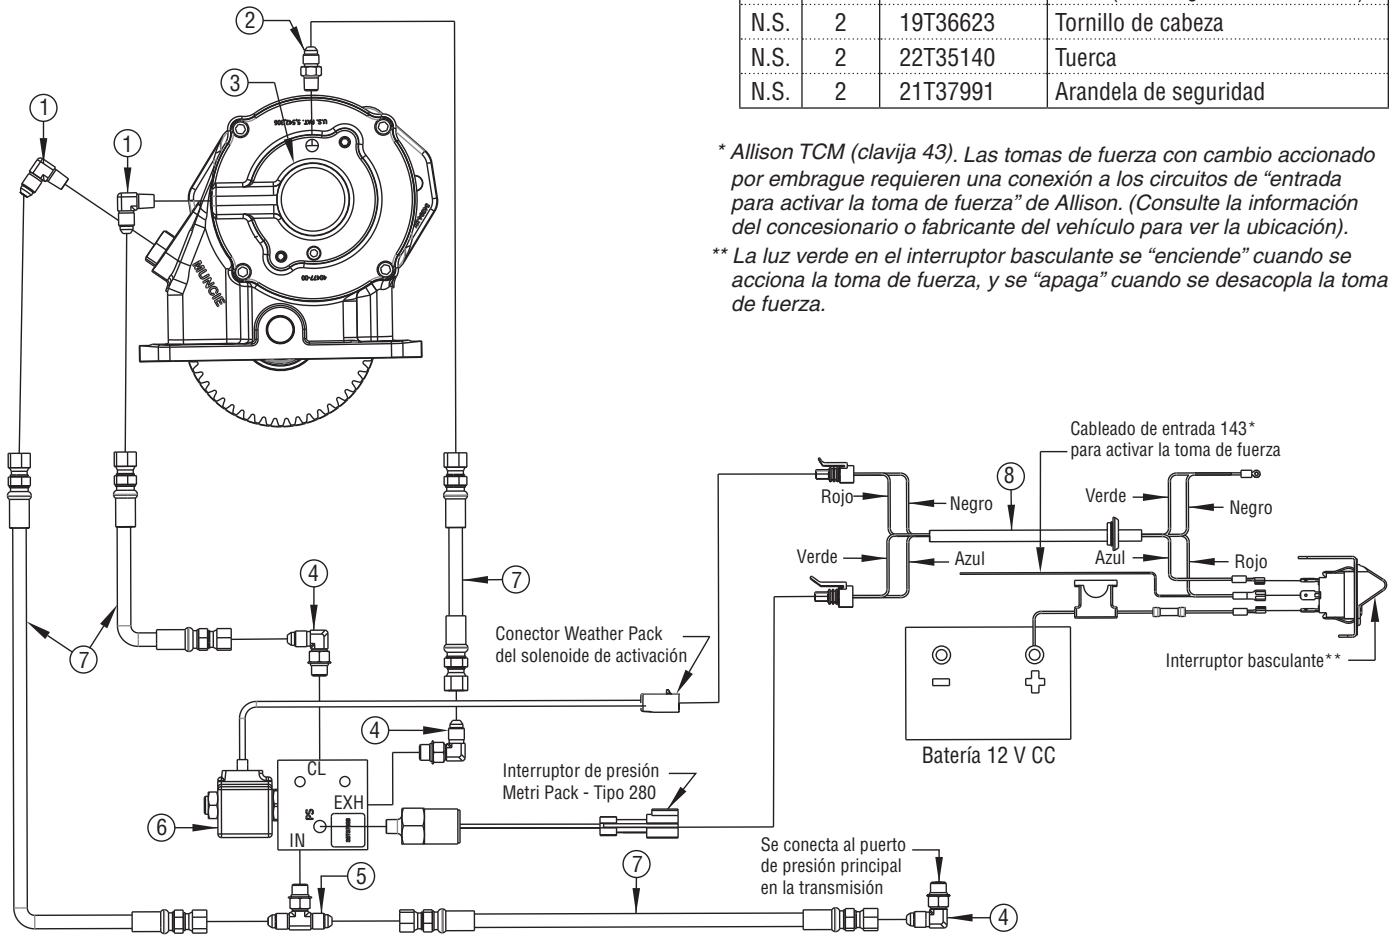 N.S. 2 19T36623 Tornillo de cabeza
N.S. 2 22T35140 Tuerca
N.S. 2 21T37991 Arandela de seguridad
* Allison TCM (clavija 43). Las tomas de fuerza con cambio accionado
por embrague requieren una conexión a los circuitos de “entrada
para activar la toma de fuerza” de Allison. (Consulte la información
del concesionario o fabricante del vehículo para ver la ubicación).
** La luz verde en el interruptor basculante se “enciende” cuando se
acciona la toma de fuerza, y se “apaga” cuando se desacopla la toma
de fuerza.
2
3
1
1
U.S. PAT. 9,542,306
MUNCIE
Cableado de entrada 143*
para activar la toma de fuerza
8
Rojo
Negro
Verde
Negro
Verde
Azul
Azul
Rojo
4
7
7
Conector Weather Pack
del solenoide de activación
Interruptor basculante**
4
Batería 12 V CC
CL
EXH
PS
IN
6
Interruptor de presión
Metri Pack - Tipo 280
Se conecta al puerto
de presión principal
en la transmisión
5
7
4